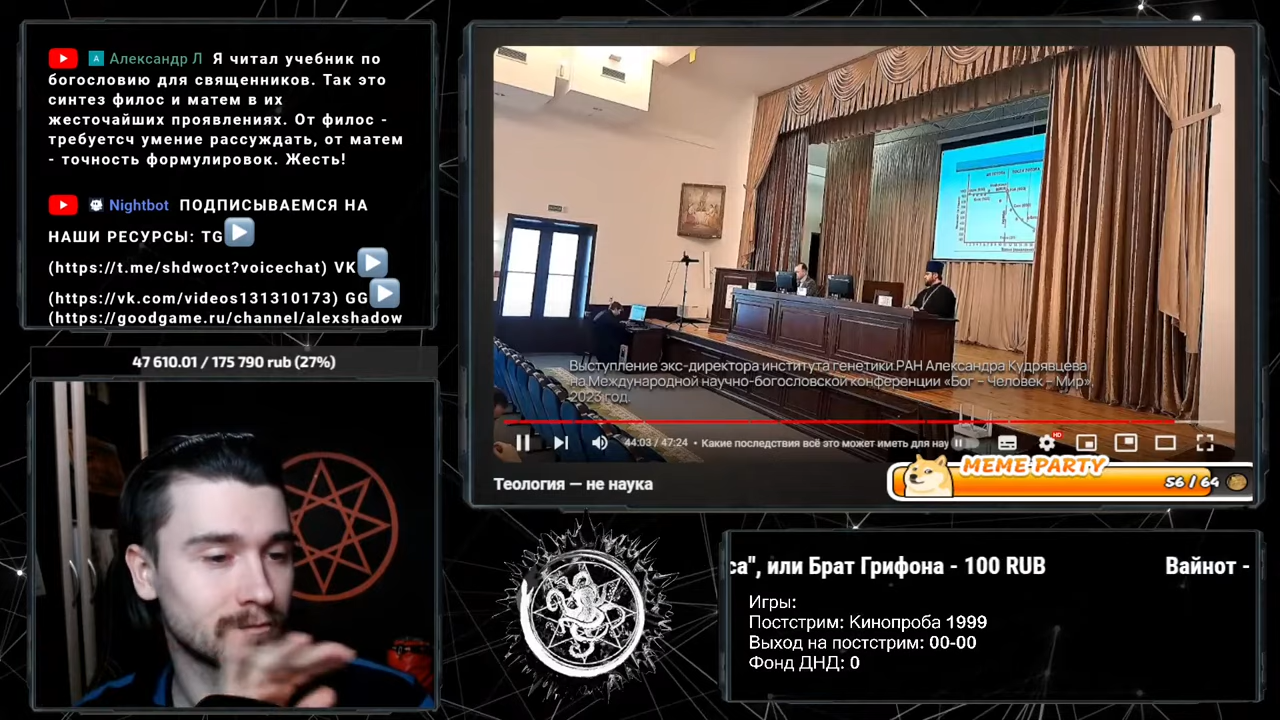 Александр Л Я читал учебник по
богословию для священников. Так это
синтез филос и матем в их
жесточайших проявлениях. От филос -
требуетсч умение рассуждать, от матем
- точность формулировок. Жесть!
Nightbot ПОДПИСЫВАЕМСЯ НА
НАШИ РЕСУРСЫ: TG
(https://t.me/shdwoct?voicechat) VK
(https://vk.com/videos131310173) GG
(https://goodgame.ru/channel/alexshadow
47 610.01 / 175 790 rub (27%)
Выступление экс-директора института генетики РАН Александра Кудрявцева
на Международной научно-богословской конференции «Бог – Человек – Мир»,
2023 год.
44:03 / 47:24 • Какие последствия всё это может иметь для нау
HD
Теология — не наука
MEME PARTY
56 / 64
са", или Брат Грифона - 100 RUB Вайнот -
Игры:
Постстрим: Кинопроба 1999
Выход на постстрим: 00-00
Фонд ДНД: 0